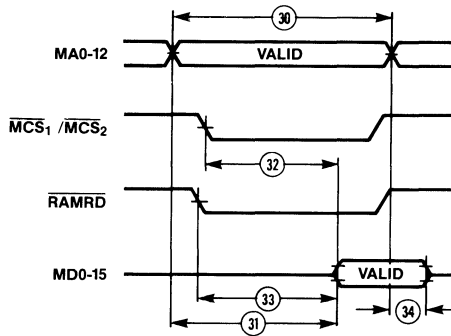 30
MA0-12 VALID
MCS1 /MCS2
32
RAMRD
MD0-15 VALID
33 34
31